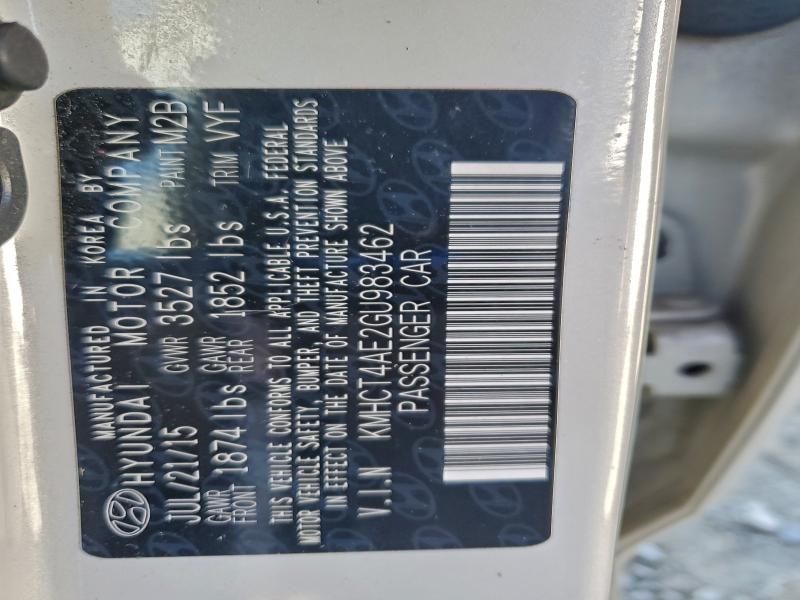 MANUFACTURED IN KOREA BY
HYUNDAI MOTOR COMPANY
JUL/21/15 GVWR 3527 lbs PAINT M2B
GAWR FRONT 1874 lbs GAWR REAR 1852 lbs TRIM VYF
THIS VEHICLE CONFORMS TO ALL APPLICABLE U.S.A. FEDERAL
MOTOR VEHICLE SAFETY, BUMPER, AND THEFT PREVENTION STANDARDS
IN EFFECT ON THE DATE OF MANUFACTURE SHOWN ABOVE
V.I.N KMHCT4AE2GU983462
PASSENGER CAR